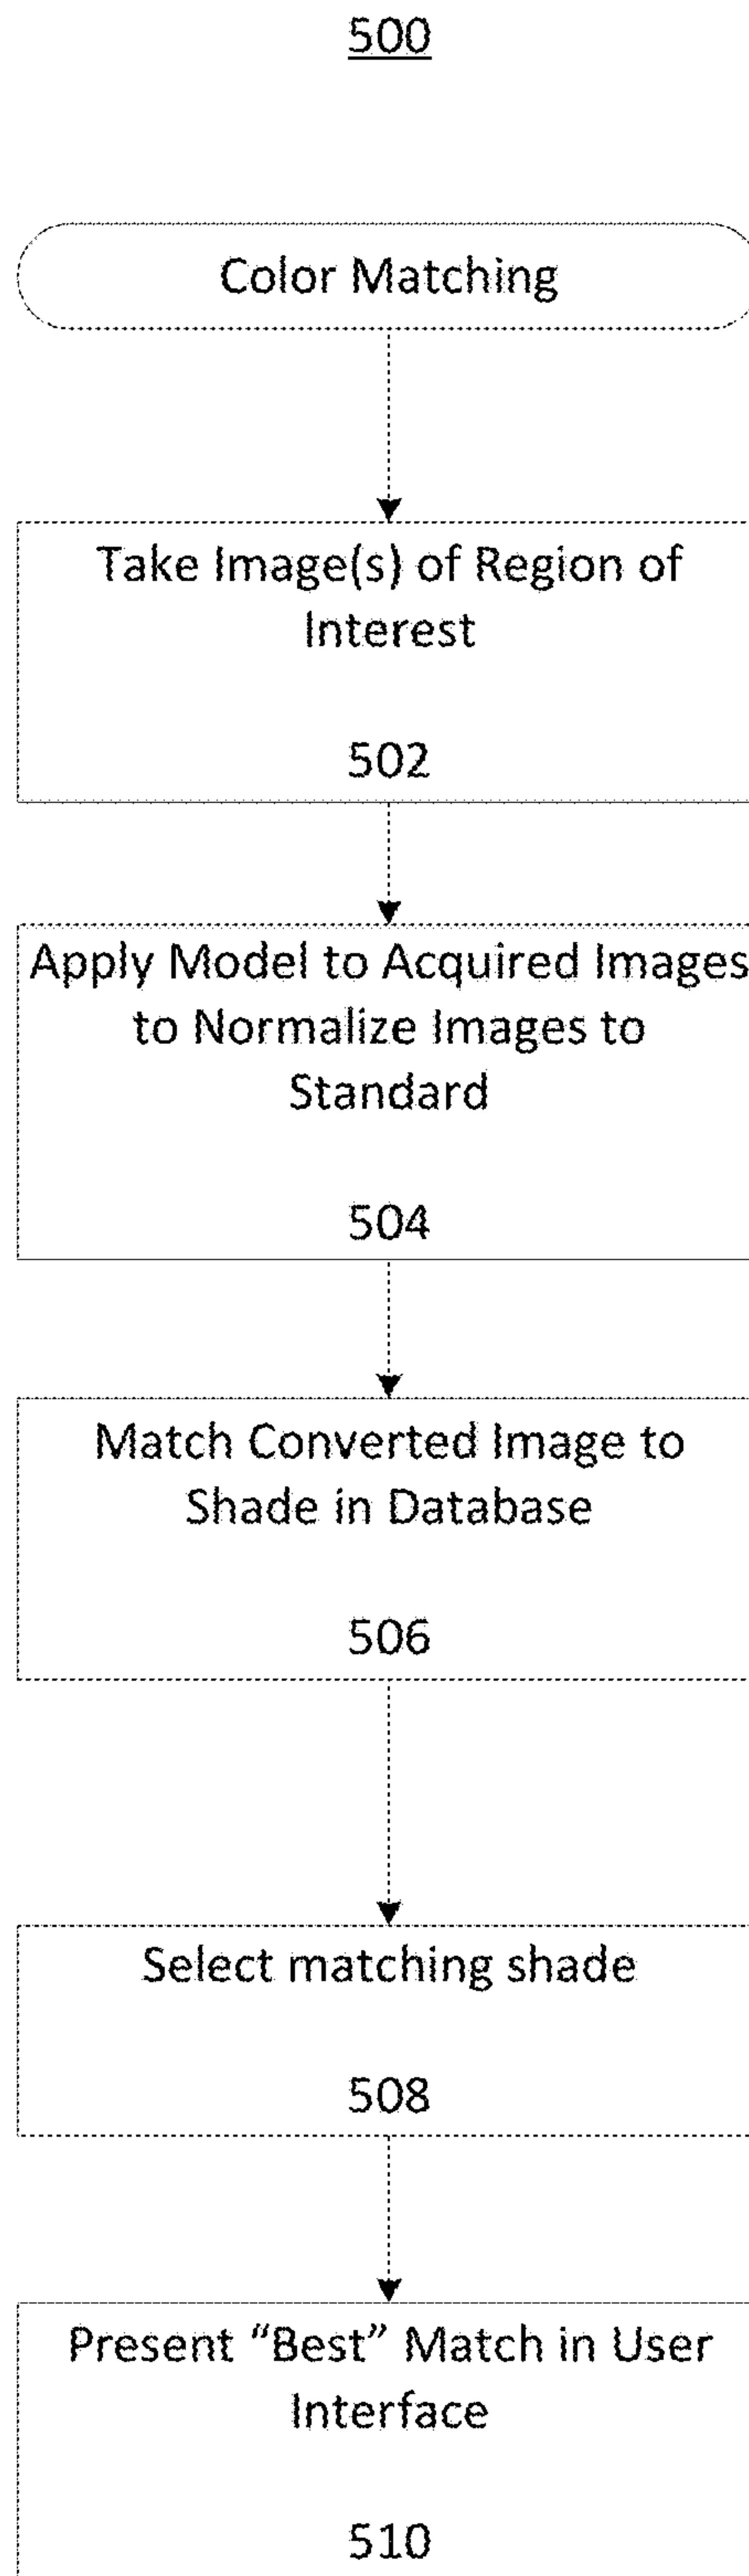 500
Color Matching
Take Image(s) of Region of
Interest
502
Apply Model to Acquired Images
to Normalize Images to
Standard
504
Match Converted Image to
Shade in Database
506
Select matching shade
508
Present “Best” Match in User
Interface
510